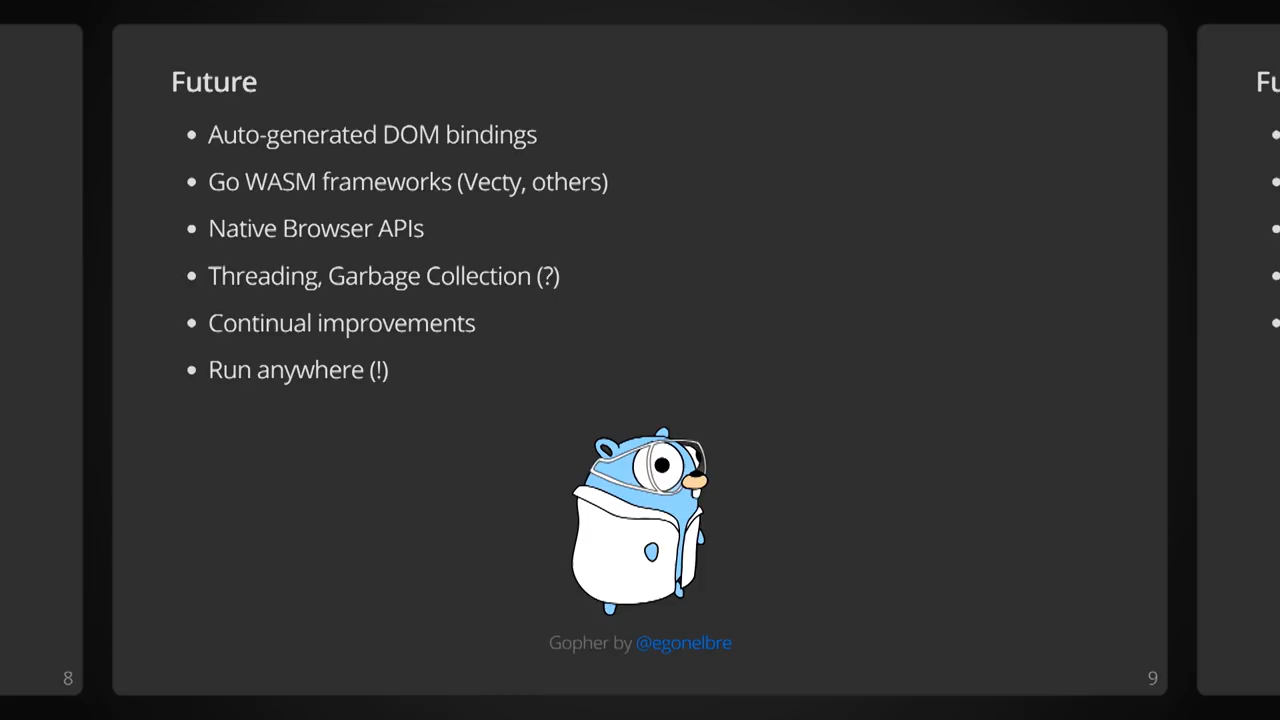 Future
Auto-generated DOM bindings
Go WASM frameworks (Vecty, others)
Native Browser APIs
Threading, Garbage Collection (?)
Continual improvements
Run anywhere (!)
Gopher by @egonelbre
8
9
Fu